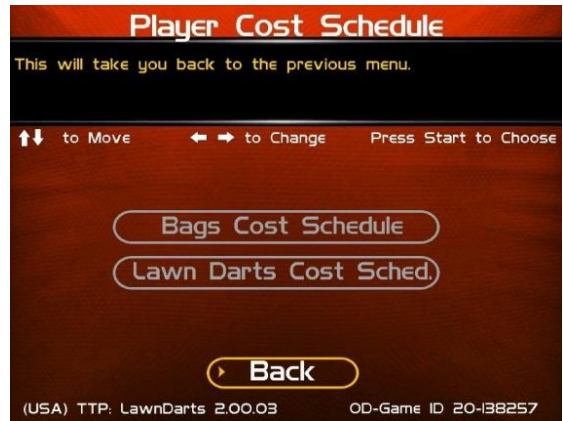 Player Cost Schedule
This will take you back to the previous menu.
to Move to Change Press Start to Choose
Bags Cost Schedule
Lawn Darts Cost Sched.
Back
(USA) TTP: LawnDarts 2.00.03 OD-Game ID 20-138257